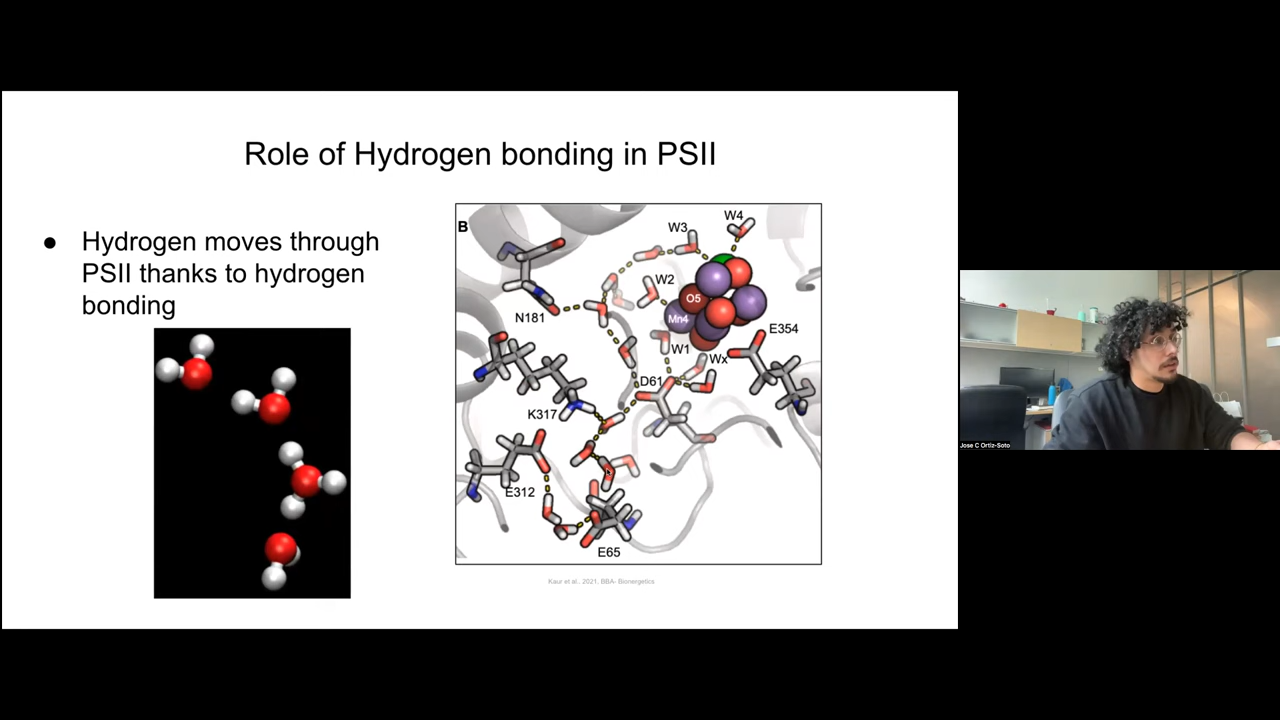 Role of Hydrogen bonding in PSII
● Hydrogen moves through
PSII thanks to hydrogen
bonding
B
W4
W3
W2
O5
N181
Mn4
E354
W1
Wx
D61
K317
E312
E65
Kaur et al., 2021, BBA- Bionergetics
Jose C Ortiz-Soto